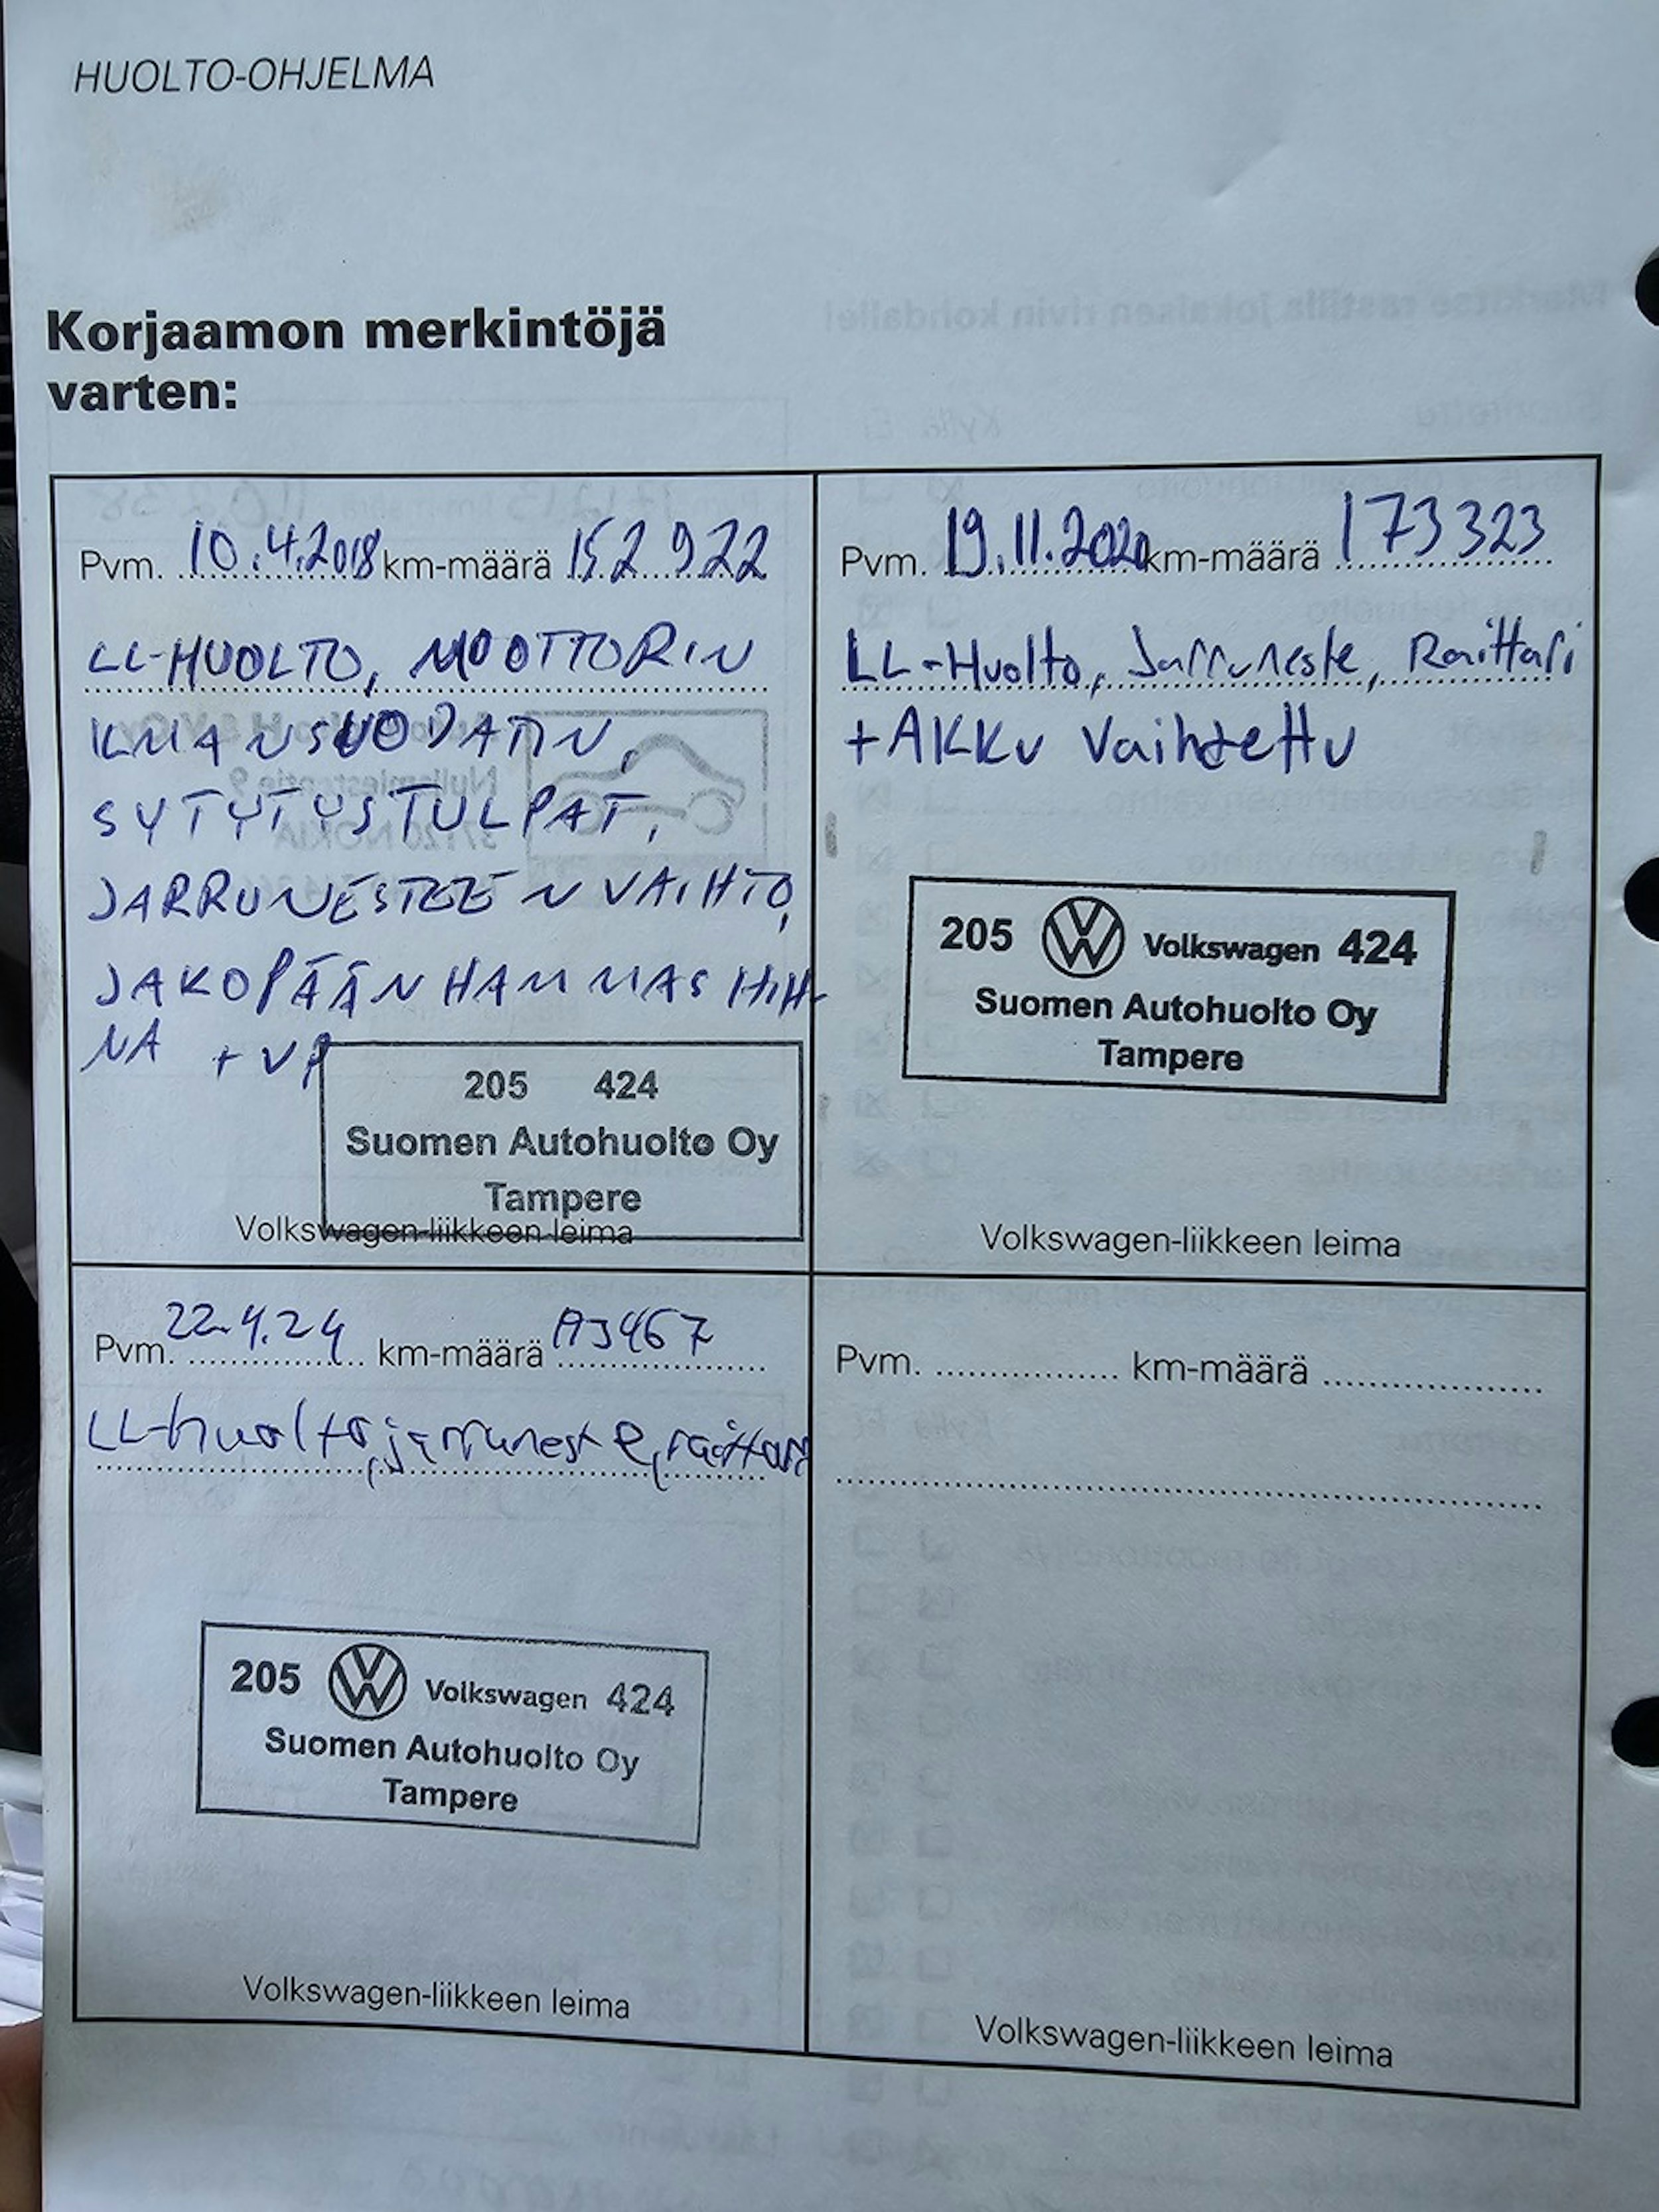 HUOLTO-OHJELMA
Korjaamon merkintöjä
varten:
Pvm. 10.4.2018 km-määrä 152922
LL-HUOLTO, MOOTTORIN
ILMANSUODATIN,
SYTYTYSTULPAT,
JARRUNESTEEN VAIHTO,
JAKOPÄÄN HAMMASHIH-
NA + VP
205 424
Suomen Autohuolto Oy
Tampere
Volkswagen-liikkeen leima
Pvm. 19.11.2020 km-määrä 173323
LL-Huolto, Jarruneste, Raittari
+AKKu Vaihdettu
205 Volkswagen 424
Suomen Autohuolto Oy
Tampere
Volkswagen-liikkeen leima
Pvm. 22.4.24 km-määrä
LL-huolto, jarruneste, raittari
205 Volkswagen 424
Suomen Autohuolto Oy
Tampere
Volkswagen-liikkeen leima
Pvm. km-määrä
Volkswagen-liikkeen leima